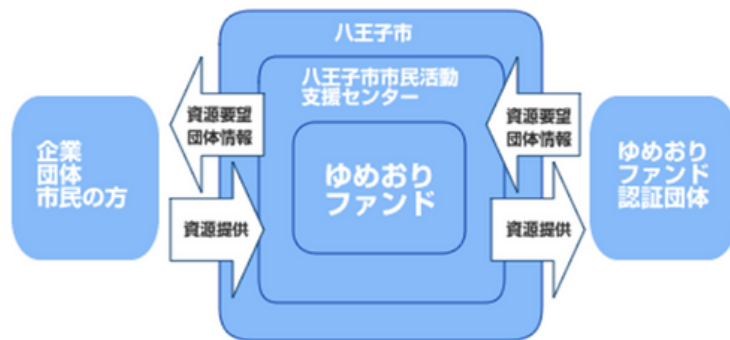 八王子市
八王子市市民活動
支援センター
ゆめおり
ファンド
企業
団体
市民の方
資源要望
団体情報
資源提供
資源要望
団体情報
資源提供
ゆめおり
ファンド
認証団体